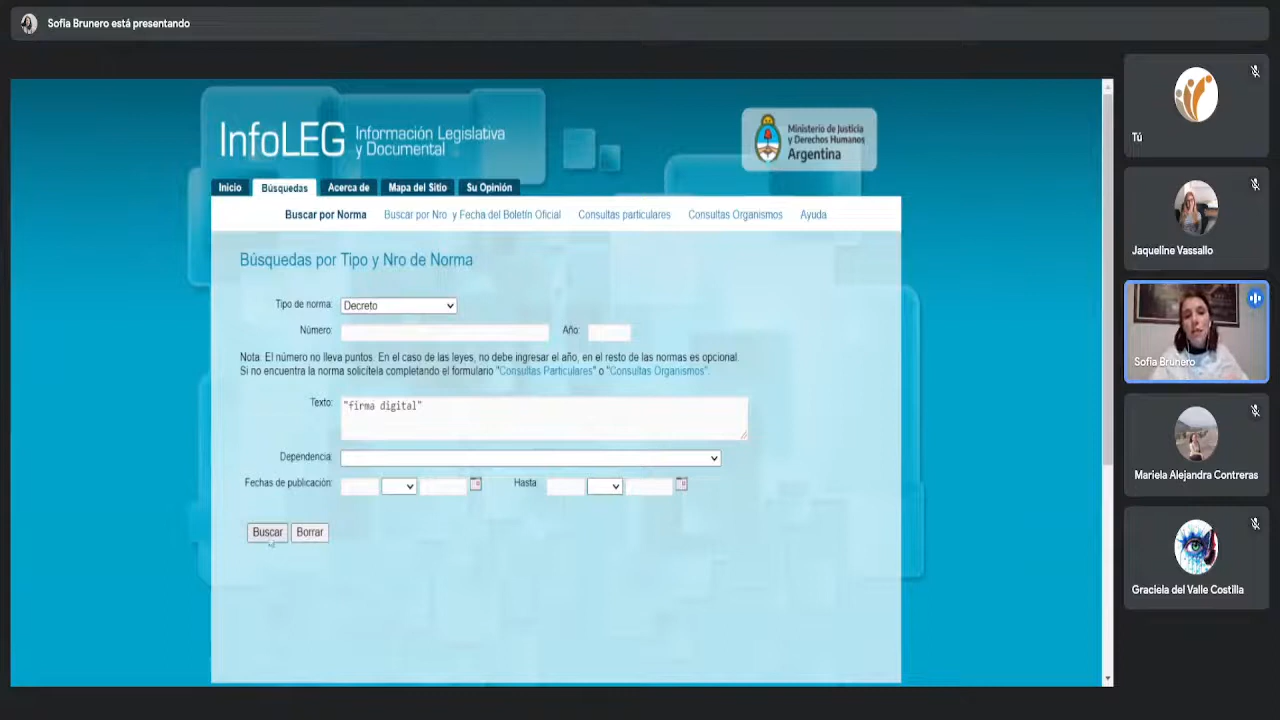 Sofia Brunero está presentando
InfoLEG Información Legislativa y Documental
Ministerio de Justicia
y Derechos Humanos
Argentina
Inicio Búsquedas Acerca de Mapa del Sitio Su Opinión
Buscar por Norma Buscar por Nro y Fecha del Boletín Oficial Consultas particulares Consultas Organismos Ayuda
Búsquedas por Tipo y Nro de Norma
Tipo de norma: Decreto
Número: Año:
Nota: El número no lleva puntos. En el caso de las leyes, no debe ingresar el año, en el resto de las normas es opcional.
Si no encuentra la norma solicítela completando el formulario "Consultas Particulares" o "Consultas Organismos".
Texto: "firma digital"
Dependencia:
Fechas de publicación: Hasta
Buscar Borrar
Tú
Jaqueline Vassallo
Sofia Brunero
Mariela Alejandra Contreras
Graciela del Valle Costilla